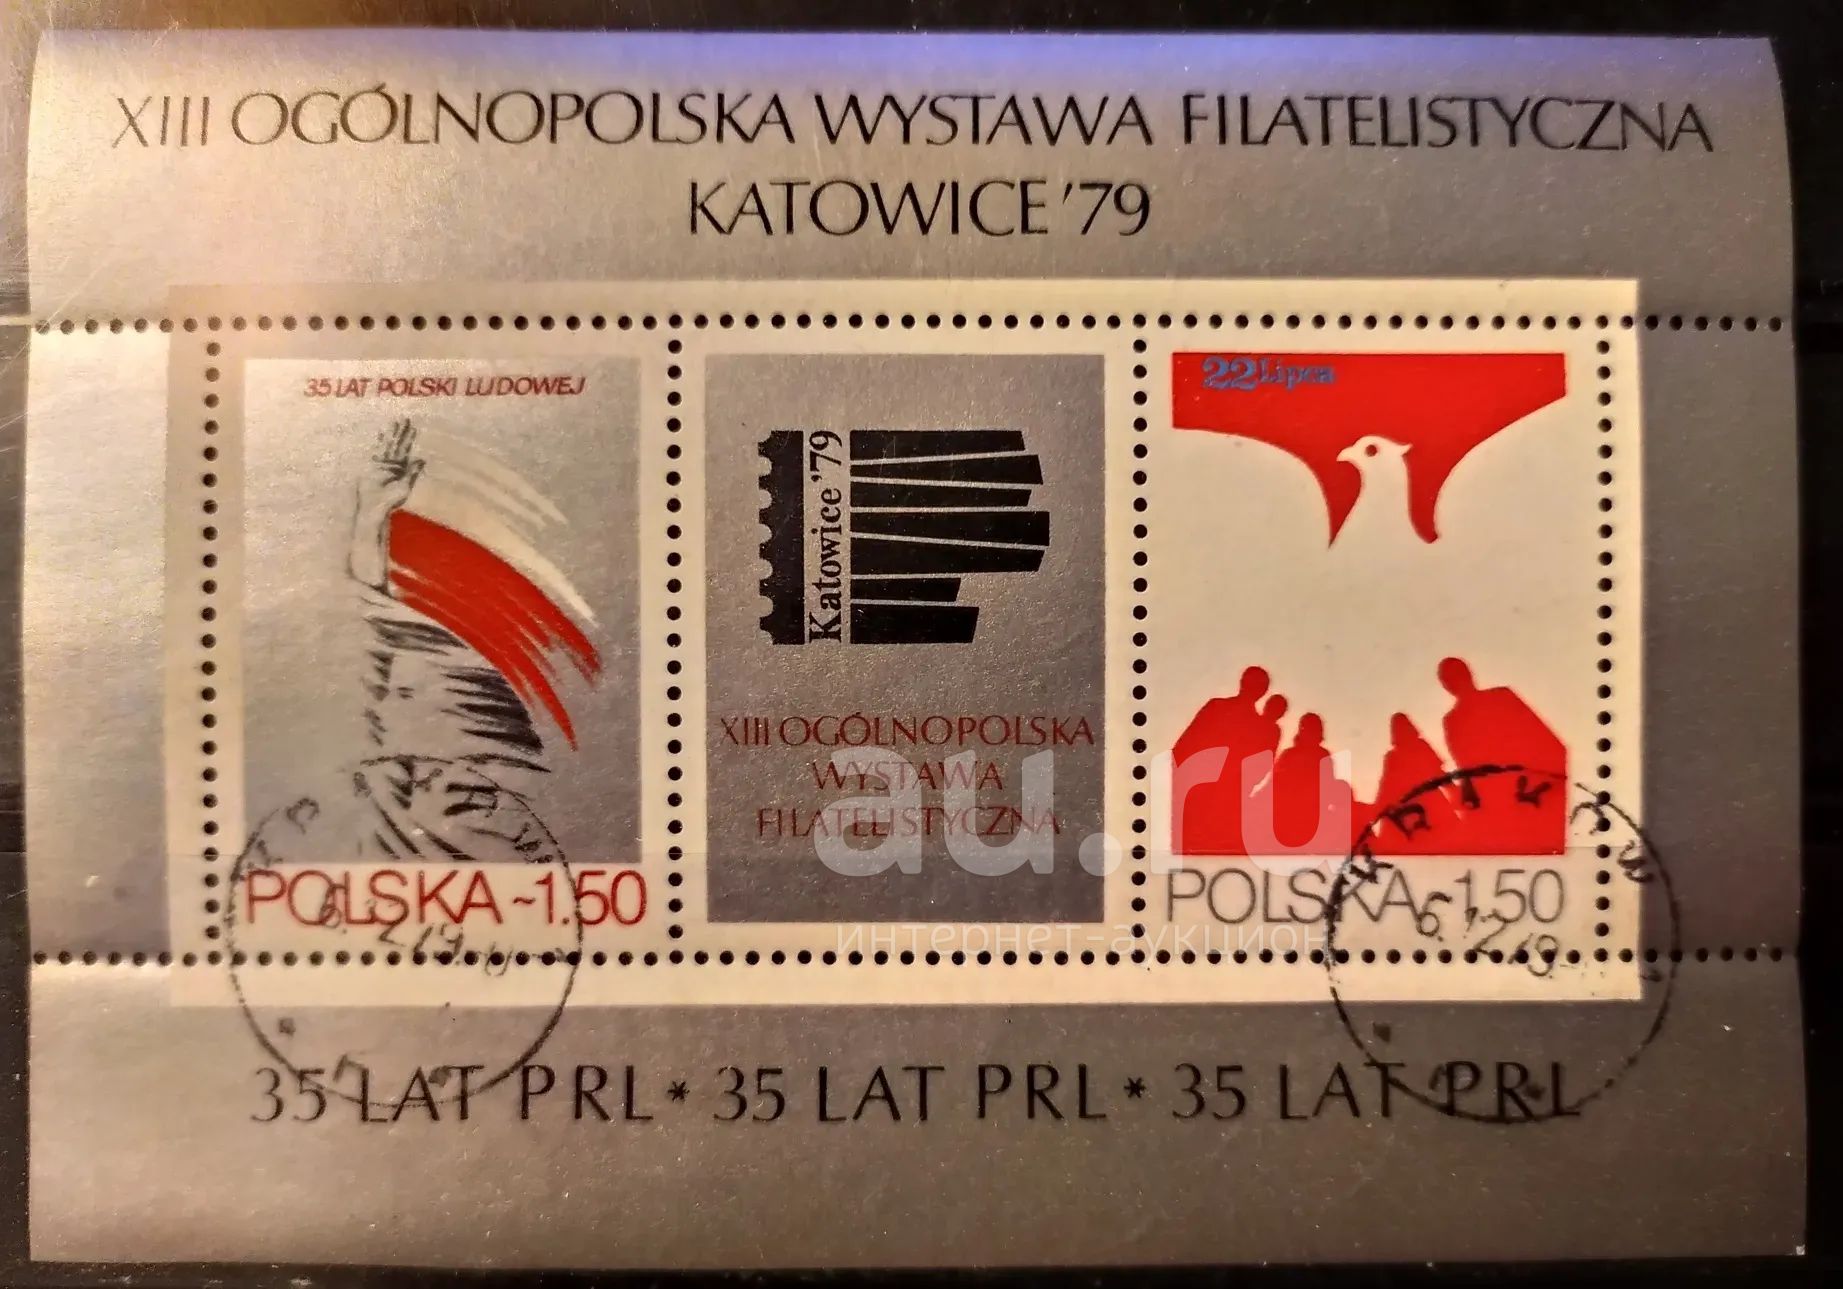 XIII OGÓLNOPOLSKA WYSTAWA FILATELISTYCZNA
KATOWICE '79
35 LAT POLSKI LUDOWEJ
POLSKA ~1.50
Katowice '79
XIII OGÓLNOPOLSKA
WYSTAWA
FILATELISTYCZNA
22 Lipca
POLSKA ~1.50
au.ru
интернет-аукцион
35 LAT PRL * 35 LAT PRL * 35 LAT PRL